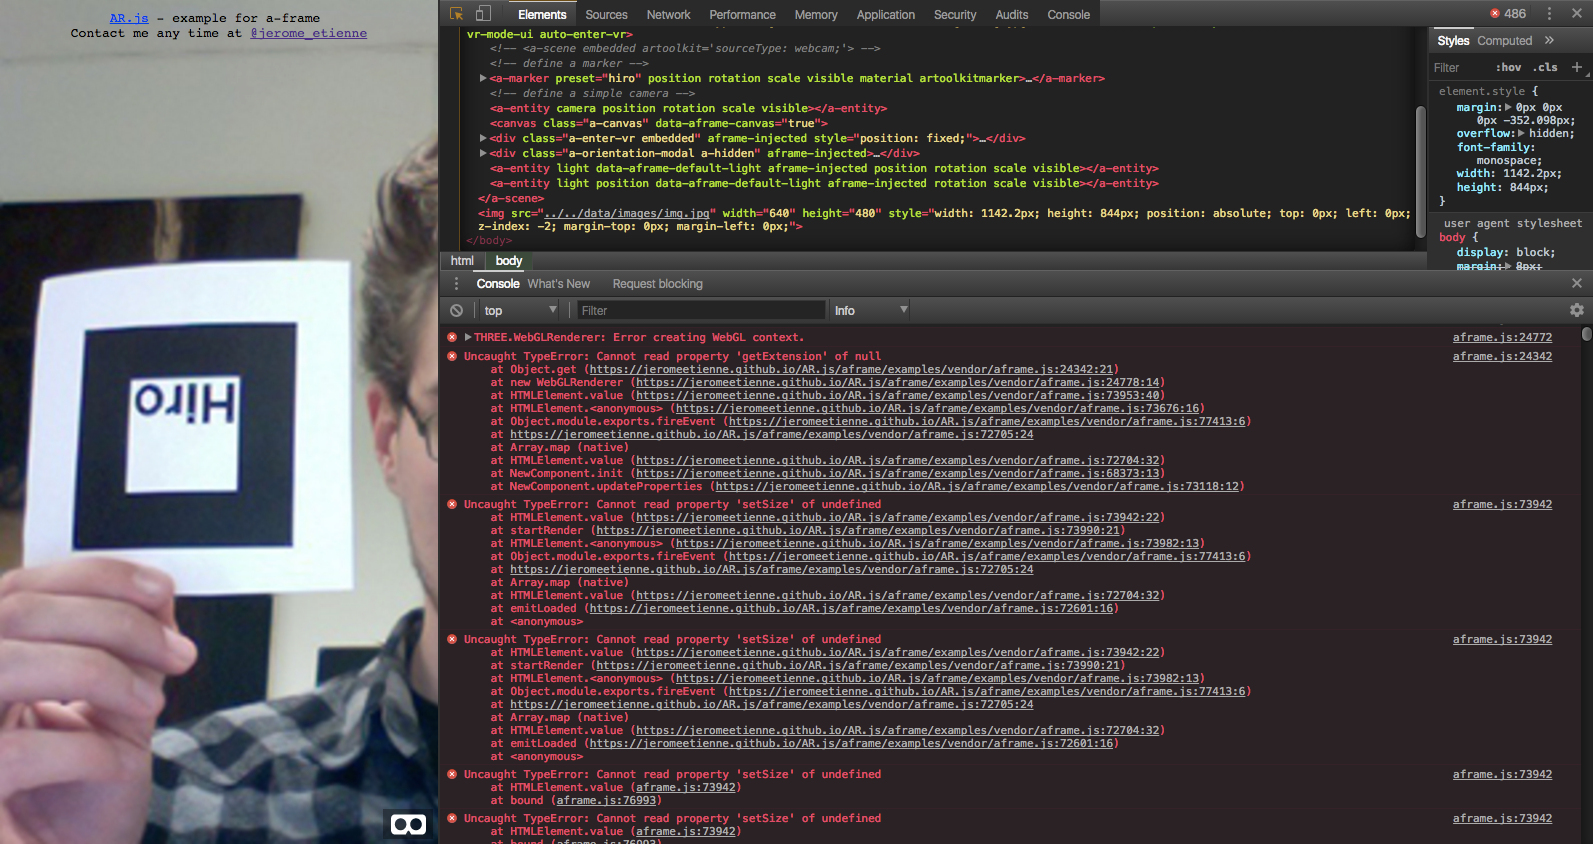 AR.js - example for a-frame
Contact me any time at @jerome_etienne
Hiro
Elements Sources Network Performance Memory Application Security Audits Console 486
vr-mode-ui auto-enter-vr>
<!-- <a-scene embedded artoolkit='sourceType: webcam;'> -->
<!-- define a marker -->
<a-marker preset="hiro" position rotation scale visible material artoolkitmarker>…</a-marker>
<!-- define a simple camera -->
<a-entity camera position rotation scale visible></a-entity>
<canvas class="a-canvas" data-aframe-canvas="true">
<div class="a-enter-vr embedded" aframe-injected style="position: fixed;">…</div>
<div class="a-orientation-modal a-hidden" aframe-injected>…</div>
<a-entity light data-aframe-default-light aframe-injected position rotation scale visible></a-entity>
<a-entity light position data-aframe-default-light aframe-injected rotation scale visible></a-entity>
</a-scene>
<img src="../../data/images/img.jpg" width="640" height="480" style="width: 1142.2px; height: 844px; position: absolute; top: 0px; left: 0px;
z-index: -2; margin-top: 0px; margin-left: 0px;">
</body>
html body
Styles Computed »
Filter :hov .cls +
element.style {
margin: 0px 0px
0px -352.098px;
overflow: hidden;
font-family:
monospace;
width: 1142.2px;
height: 844px;
}
user agent stylesheet
body {
display: block;
margin: 8px;
Console What's New Request blocking
top Filter Info
THREE.WebGLRenderer: Error creating WebGL context. aframe.js:24772
Uncaught TypeError: Cannot read property 'getExtension' of null aframe.js:24342
at Object.get (https://jeromeetienne.github.io/AR.js/aframe/examples/vendor/aframe.js:24342:21)
at new WebGLRenderer (https://jeromeetienne.github.io/AR.js/aframe/examples/vendor/aframe.js:24778:14)
at HTMLElement.value (https://jeromeetienne.github.io/AR.js/aframe/examples/vendor/aframe.js:73953:40)
at HTMLElement.<anonymous> (https://jeromeetienne.github.io/AR.js/aframe/examples/vendor/aframe.js:73676:16)
at Object.module.exports.fireEvent (https://jeromeetienne.github.io/AR.js/aframe/examples/vendor/aframe.js:77413:6)
at https://jeromeetienne.github.io/AR.js/aframe/examples/vendor/aframe.js:72705:24
at Array.map (native)
at HTMLElement.value (https://jeromeetienne.github.io/AR.js/aframe/examples/vendor/aframe.js:72704:32)
at NewComponent.init (https://jeromeetienne.github.io/AR.js/aframe/examples/vendor/aframe.js:68373:13)
at NewComponent.updateProperties (https://jeromeetienne.github.io/AR.js/aframe/examples/vendor/aframe.js:73118:12)
Uncaught TypeError: Cannot read property 'setSize' of undefined aframe.js:73942
at HTMLElement.value (https://jeromeetienne.github.io/AR.js/aframe/examples/vendor/aframe.js:73942:22)
at startRender (https://jeromeetienne.github.io/AR.js/aframe/examples/vendor/aframe.js:73990:21)
at HTMLElement.<anonymous> (https://jeromeetienne.github.io/AR.js/aframe/examples/vendor/aframe.js:73982:13)
at Object.module.exports.fireEvent (https://jeromeetienne.github.io/AR.js/aframe/examples/vendor/aframe.js:77413:6)
at https://jeromeetienne.github.io/AR.js/aframe/examples/vendor/aframe.js:72705:24
at Array.map (native)
at HTMLElement.value (https://jeromeetienne.github.io/AR.js/aframe/examples/vendor/aframe.js:72704:32)
at emitLoaded (https://jeromeetienne.github.io/AR.js/aframe/examples/vendor/aframe.js:72601:16)
at <anonymous>
Uncaught TypeError: Cannot read property 'setSize' of undefined aframe.js:73942
at HTMLElement.value (https://jeromeetienne.github.io/AR.js/aframe/examples/vendor/aframe.js:73942:22)
at startRender (https://jeromeetienne.github.io/AR.js/aframe/examples/vendor/aframe.js:73990:21)
at HTMLElement.<anonymous> (https://jeromeetienne.github.io/AR.js/aframe/examples/vendor/aframe.js:73982:13)
at Object.module.exports.fireEvent (https://jeromeetienne.github.io/AR.js/aframe/examples/vendor/aframe.js:77413:6)
at https://jeromeetienne.github.io/AR.js/aframe/examples/vendor/aframe.js:72705:24
at Array.map (native)
at HTMLElement.value (https://jeromeetienne.github.io/AR.js/aframe/examples/vendor/aframe.js:72704:32)
at emitLoaded (https://jeromeetienne.github.io/AR.js/aframe/examples/vendor/aframe.js:72601:16)
at <anonymous>
Uncaught TypeError: Cannot read property 'setSize' of undefined aframe.js:73942
at HTMLElement.value (aframe.js:73942)
at bound (aframe.js:76993)
Uncaught TypeError: Cannot read property 'setSize' of undefined aframe.js:73942
at HTMLElement.value (aframe.js:73942)